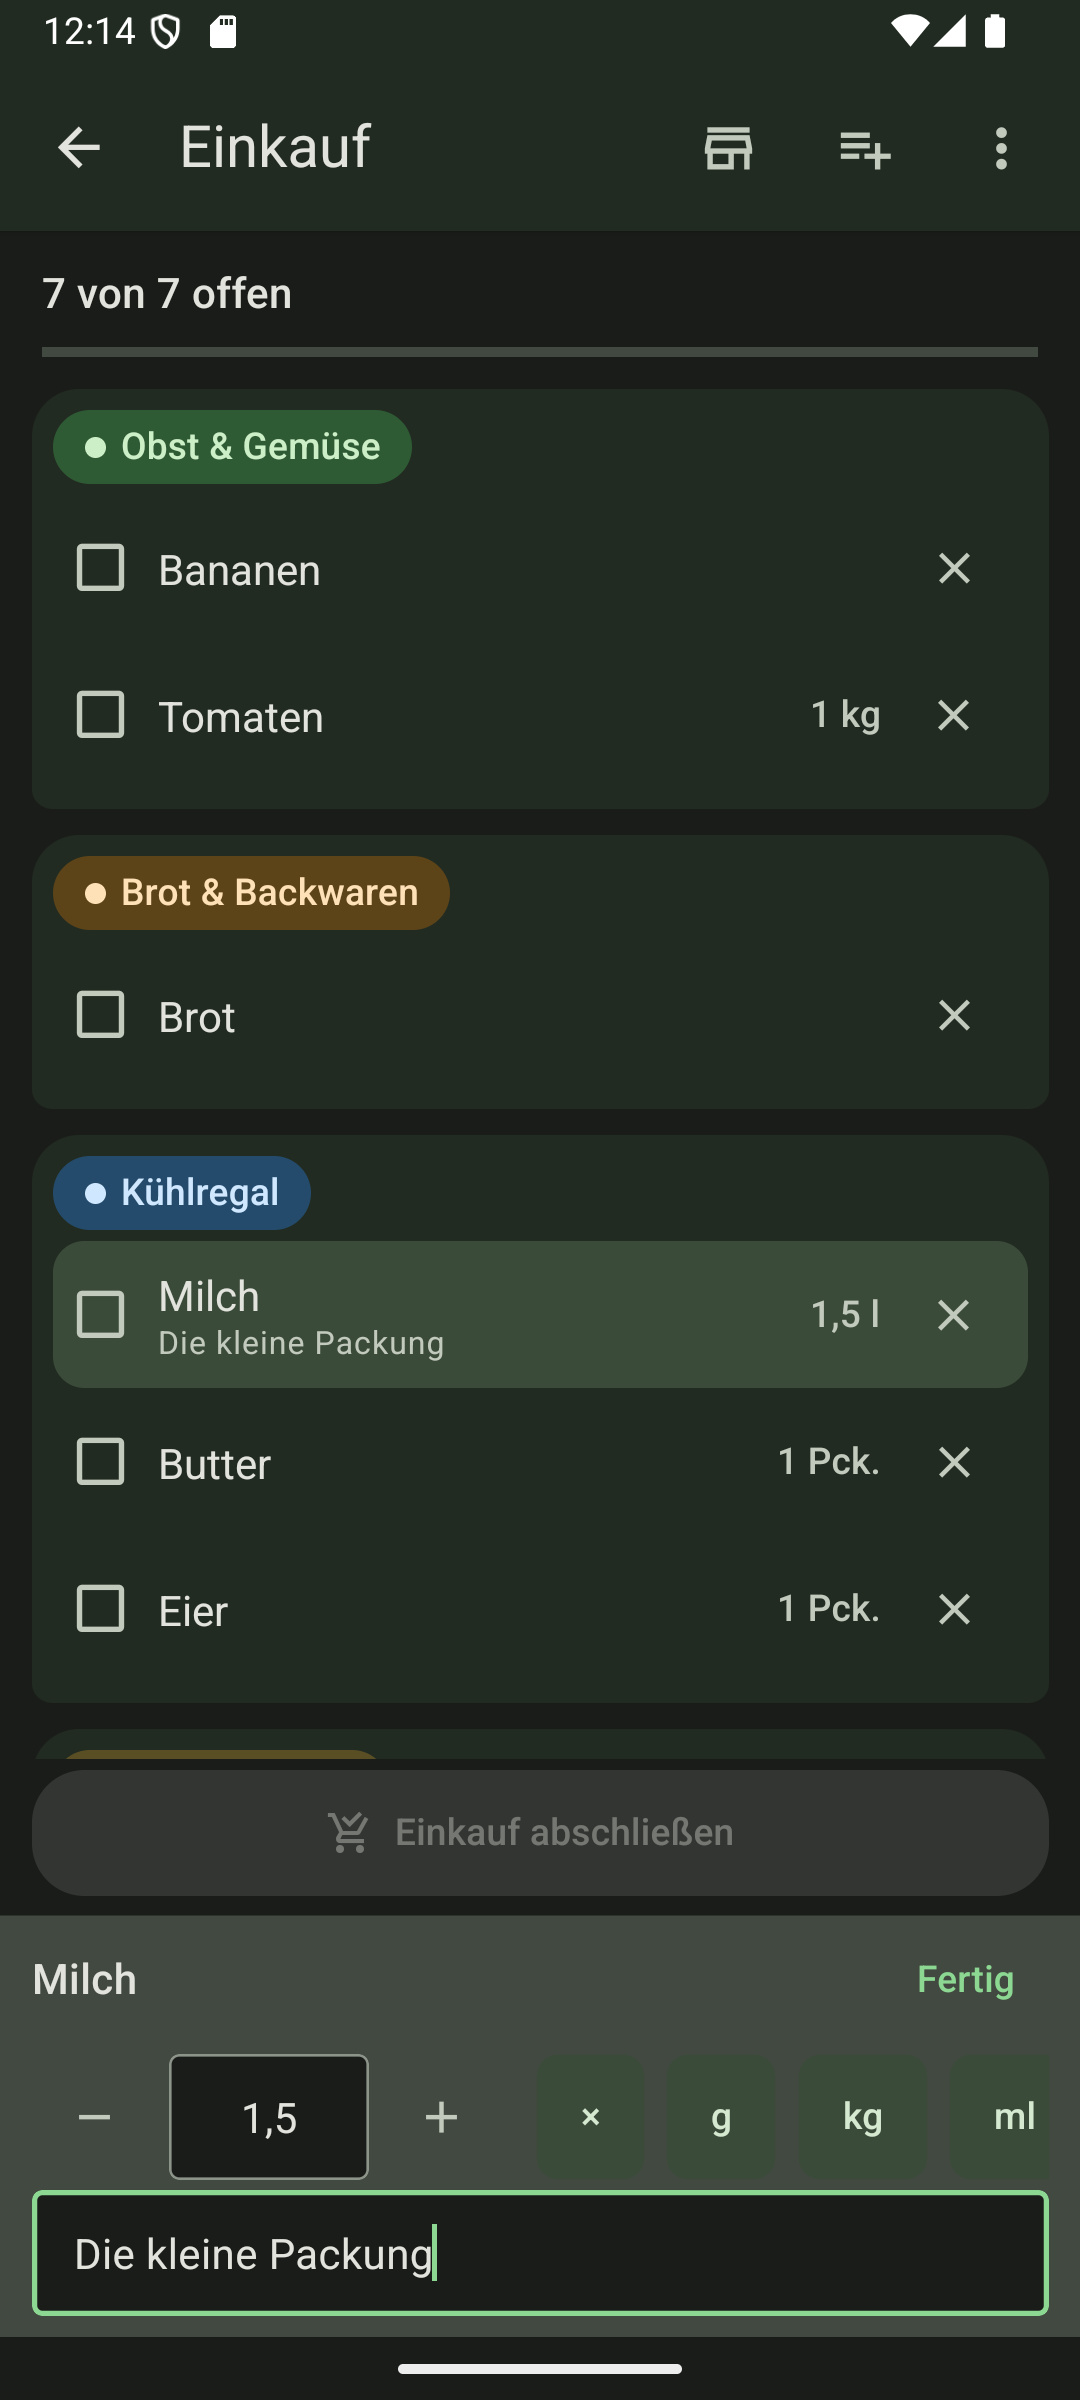 12:14
Einkauf
7 von 7 offen
Obst & Gemüse
Bananen
Tomaten 1 kg
Brot & Backwaren
Brot
Kühlregal
Milch 1,5 l
Die kleine Packung
Butter 1 Pck.
Eier 1 Pck.
Einkauf abschließen
Milch Fertig
− 1,5 + × g kg ml
Die kleine Packung